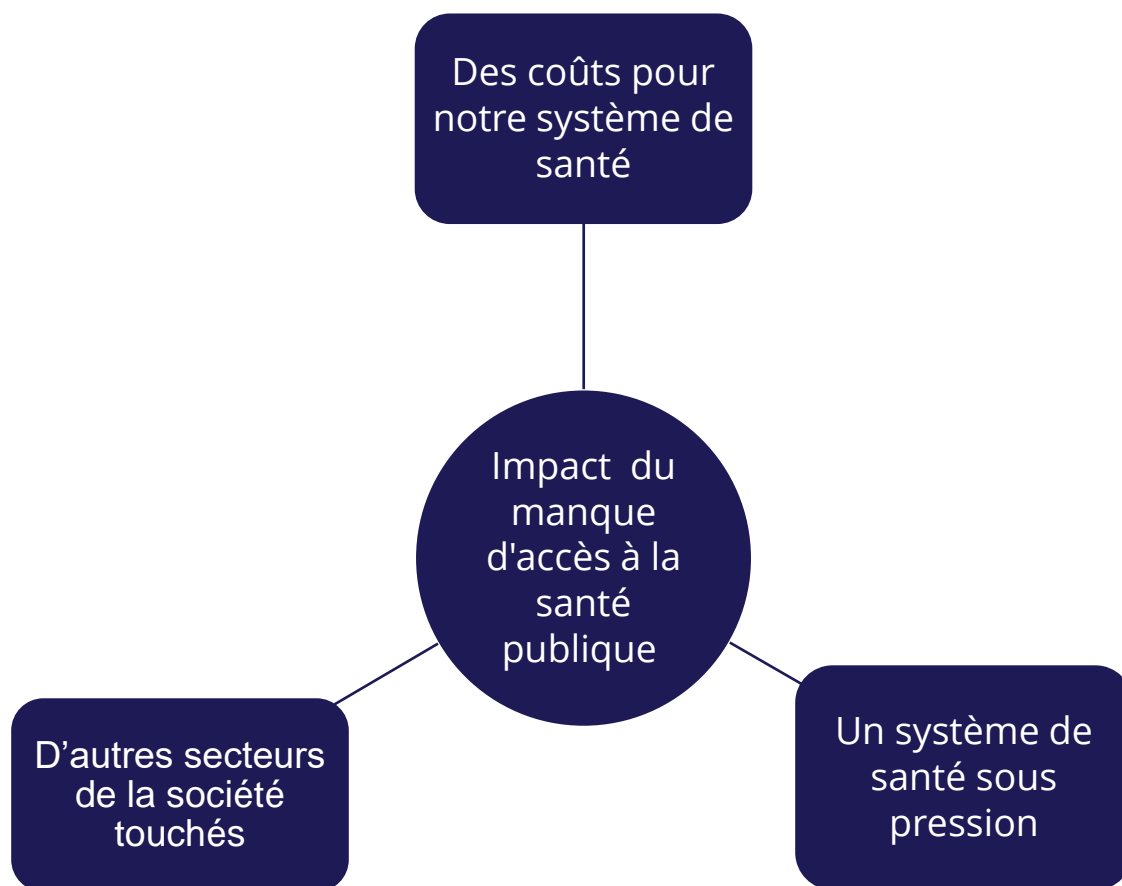 Des coûts pour
notre système de
santé
Impact  du
manque
d'accès à la
santé
publique
D’autres secteurs
de la société
touchés
Un système de
santé sous
pression